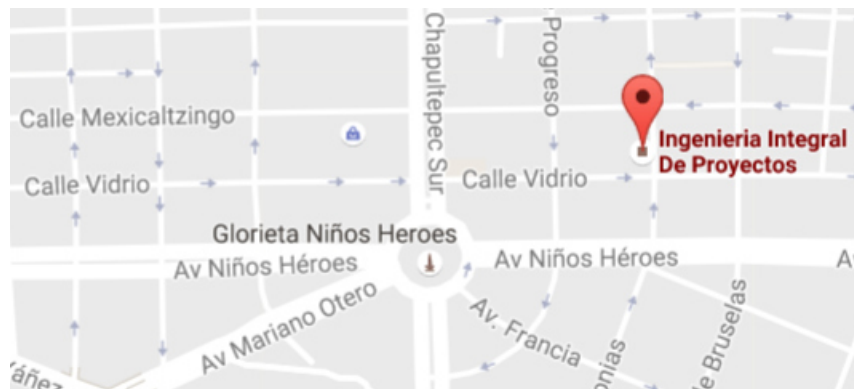 Chapultepec Sur
Progreso
Calle Mexicaltzingo
Ingenieria Integral
De Proyectos
Calle Vidrio
Calle Vidrio
Glorieta Niños Heroes
Av Niños Héroes
Av Niños Héroes
Av Mariano Otero
Av. Francia